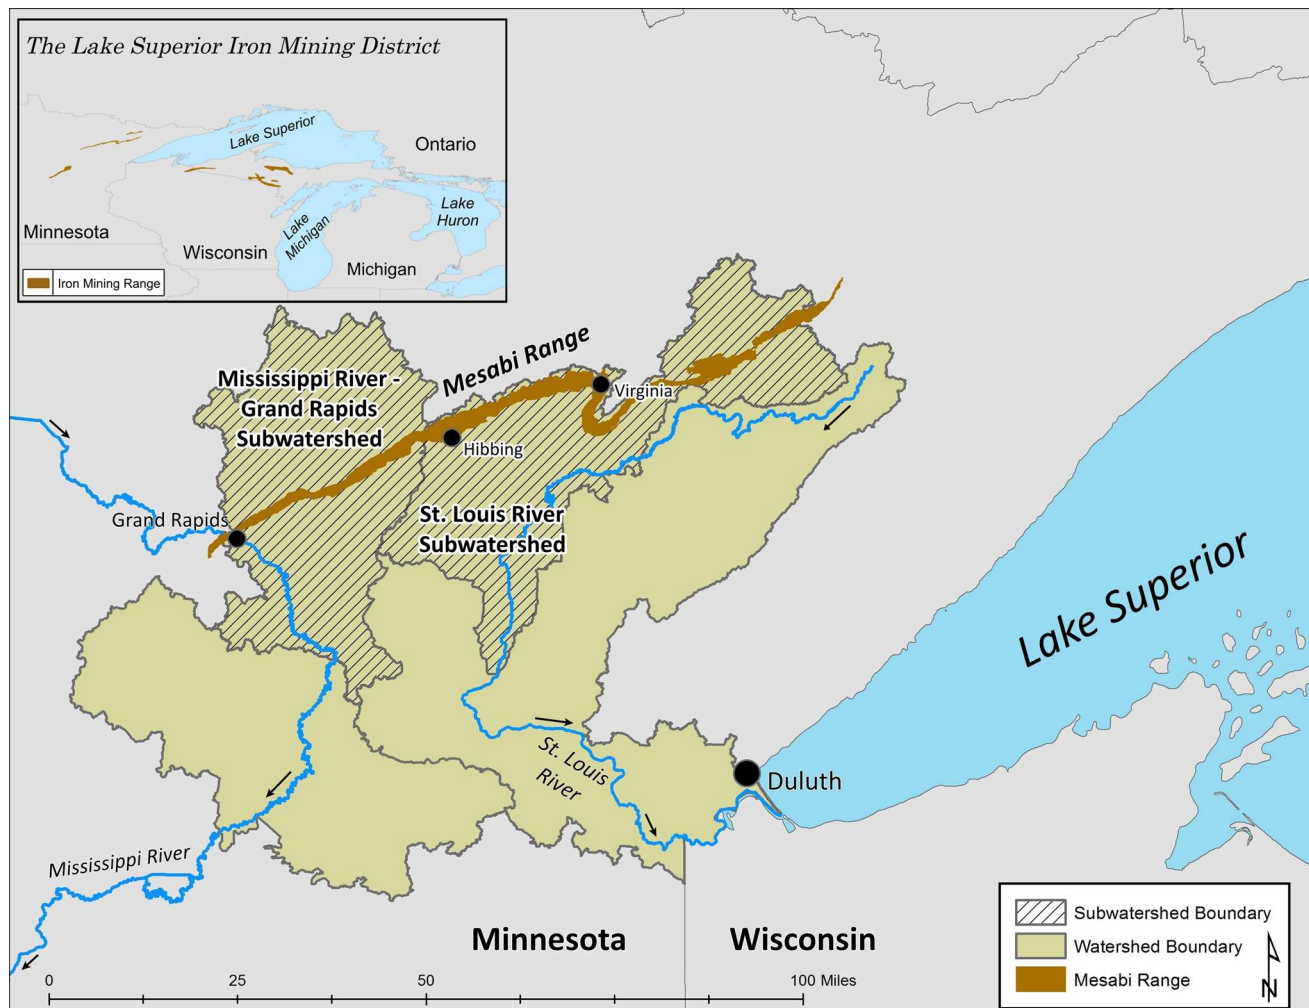 The Lake Superior Iron Mining District
Lake Superior
Ontario
Lake
Huron
Lake
Michigan
Minnesota
Wisconsin
Michigan
Iron Mining Range
Mesabi Range
Mississippi River -
Grand Rapids
Subwatershed
Virginia
Hibbing
Grand Rapids
St. Louis River
Subwatershed
Lake Superior
St. Louis
River
Duluth
Mississippi River
Minnesota
Wisconsin
Subwatershed Boundary
Watershed Boundary
Mesabi Range
N
0
25
50
100 Miles